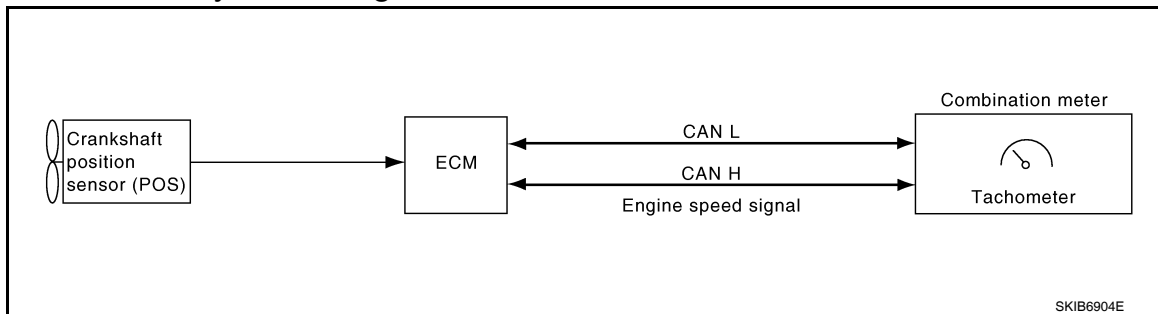 Crankshaft
position
sensor (POS)
ECM
CAN L
CAN H
Engine speed signal
Combination meter
Tachometer
SKIB6904E